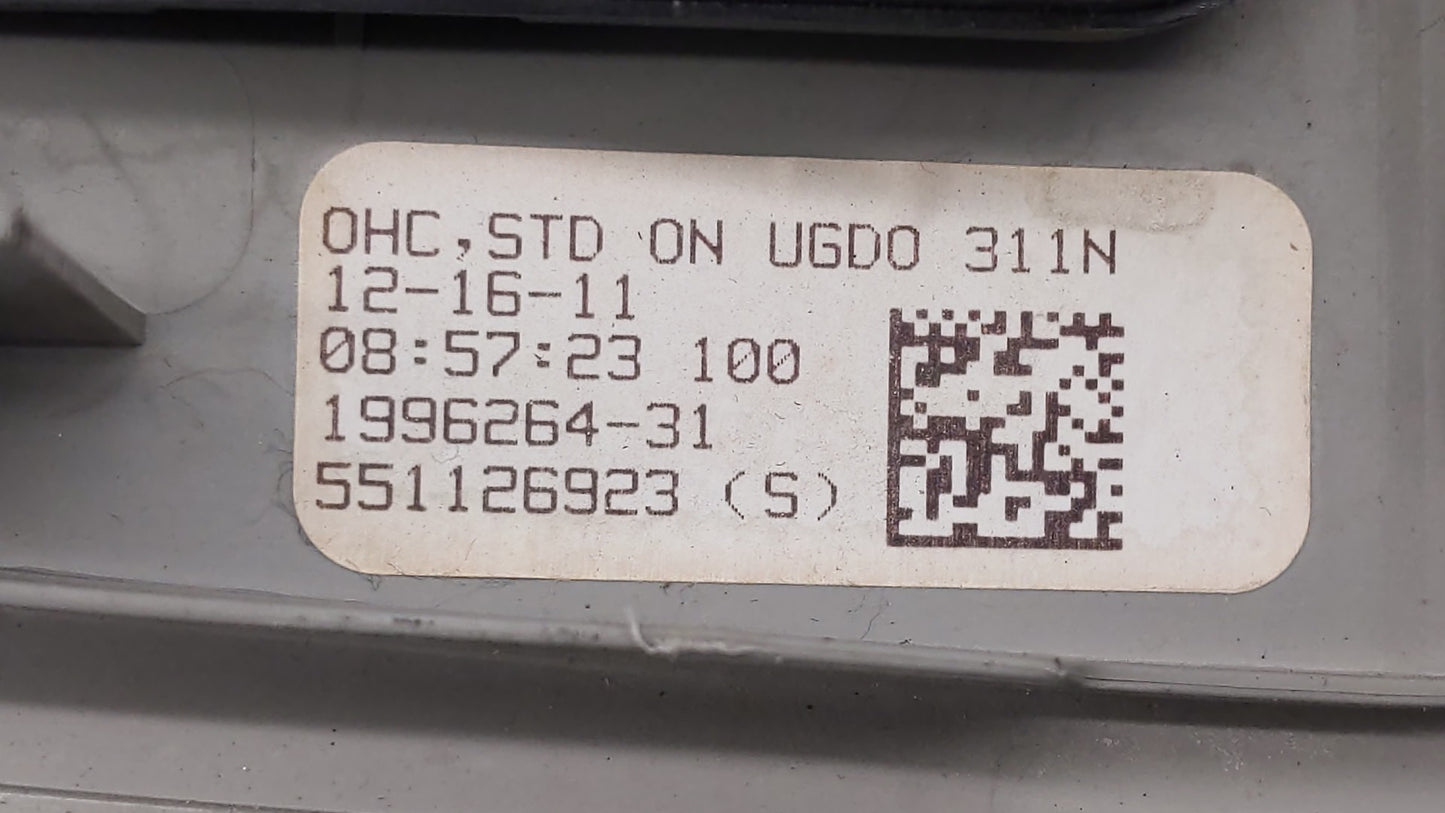 OHC,STD ON UGDO 311N
12-16-11
08:57:23 100
1996264-31
551126923 (S)